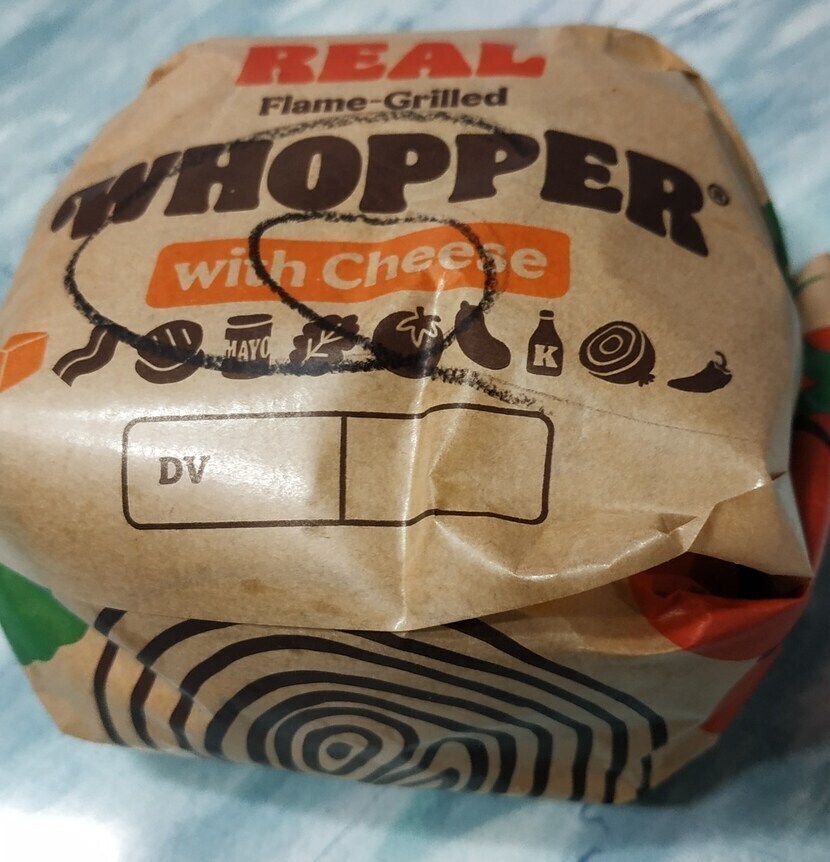 REAL
Flame-Grilled
WHOPPER®
with Cheese
MAYO K
DV